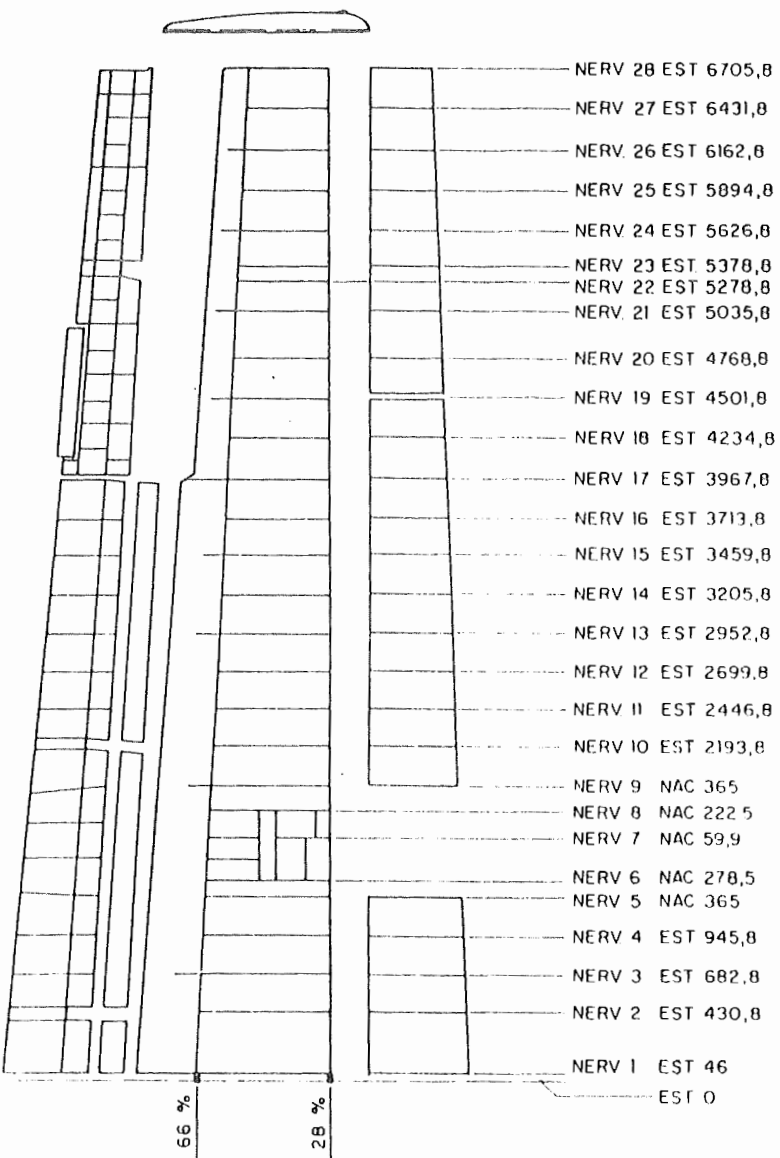 NERV 28 EST 6705,8
NERV 27 EST 6431,8
NERV. 26 EST 6162,8
NERV 25 EST 5894,8
NERV. 24 EST 5626,8
NERV 23 EST 5378,8
NERV 22 EST 5278,8
NERV. 21 EST 5035,8
NERV 20 EST 4768,8
NERV 19 EST 4501,8
NERV 18 EST 4234,8
NERV 17 EST 3967,8
NERV 16 EST 3713,8
NERV 15 EST 3459,8
NERV 14 EST 3205,8
NERV 13 EST 2952,8
NERV 12 EST 2699,8
NERV. 11 EST 2446,8
NERV 10 EST 2193,8
NERV 9 NAC 365
NERV 8 NAC 222 5
NERV 7 NAC 59,9
NERV 6 NAC 278,5
NERV 5 NAC 365
NERV 4 EST 945,8
NERV 3 EST 682,8
NERV 2 EST 430,8
NERV 1 EST 46
EST 0
66 %
28 %